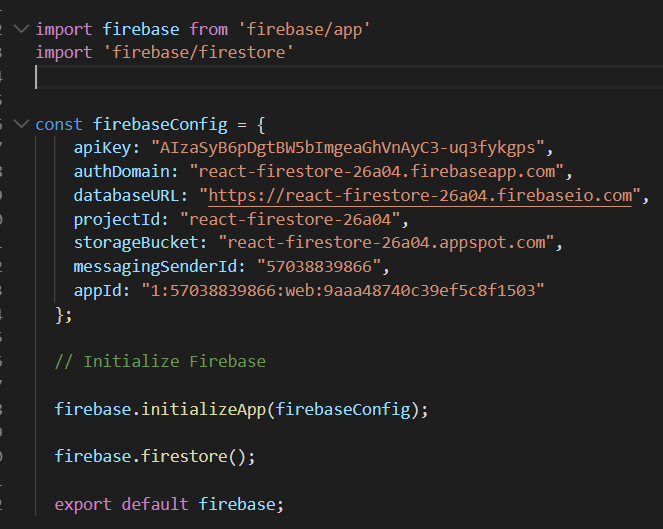 import firebase from 'firebase/app'
import 'firebase/firestore'
const firebaseConfig = {
apiKey: "AIzaSyB6pDgtBW5bImgeaGhVnAyC3-uq3fykgps",
authDomain: "react-firestore-26a04.firebaseapp.com",
databaseURL: "https://react-firestore-26a04.firebaseio.com",
projectId: "react-firestore-26a04",
storageBucket: "react-firestore-26a04.appspot.com",
messagingSenderId: "57038839866",
appId: "1:57038839866:web:9aaa48740c39ef5c8f1503"
};
// Initialize Firebase
firebase.initializeApp(firebaseConfig);
firebase.firestore();
export default firebase;